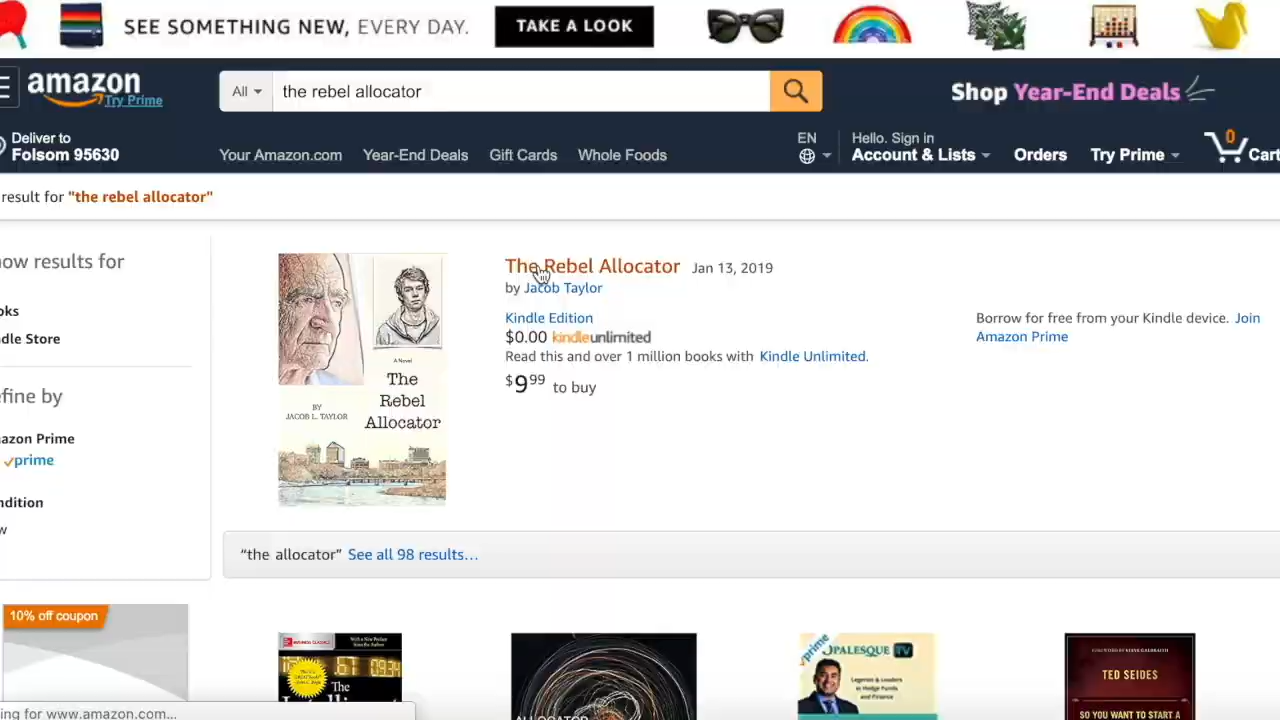 SEE SOMETHING NEW, EVERY DAY. TAKE A LOOK
amazon
Try Prime
All the rebel allocator
Shop Year-End Deals
Deliver to
Folsom 95630
Your Amazon.com Year-End Deals Gift Cards Whole Foods
EN
Hello. Sign in
Account & Lists Orders Try Prime 0 Cart
result for "the rebel allocator"
ow results for
oks
dle Store
efine by
azon Prime
prime
ndition
w
10% off coupon
A Novel
The
Rebel
Allocator
BY
JACOB L. TAYLOR
The Rebel Allocator Jan 13, 2019
by Jacob Taylor
Kindle Edition
$0.00 kindleunlimited
Read this and over 1 million books with Kindle Unlimited.
$9 99 to buy
Borrow for free from your Kindle device. Join
Amazon Prime
"the allocator" See all 98 results...
BUSINESS CLASSICS
The
ALLOCATOR
prime
OPALESQUE TV
Legends & Leaders
in Hedge Funds
and Finance
TED SEIDES
SO YOU WANT TO START A
ing for www.amazon.com...